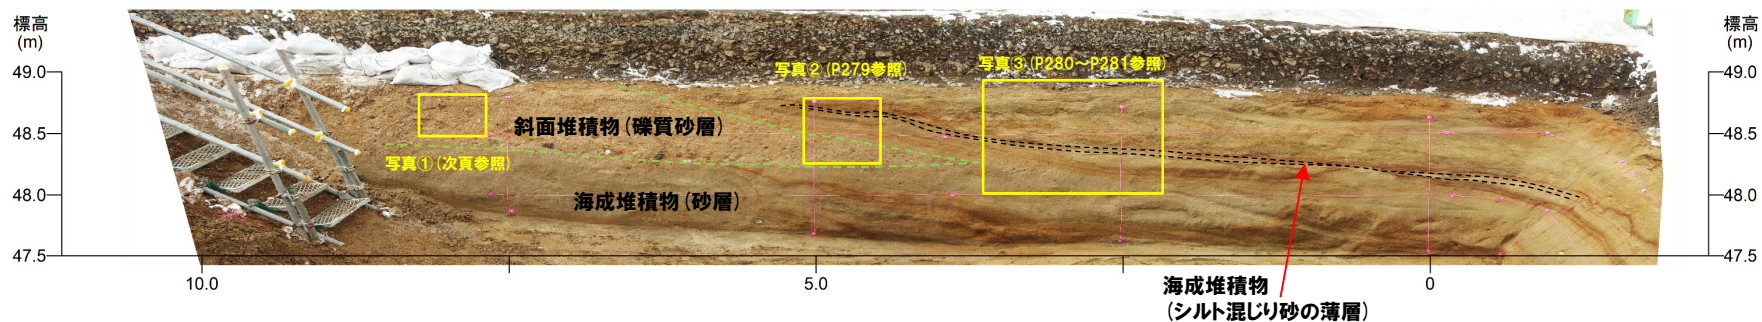 標高
(m)
標高
(m)
49.0
48.5
48.0
47.5
49.0
48.5
48.0
47.5
写真② (P279参照)
写真③ (P280～P281参照)
斜面堆積物 (礫質砂層)
写真① (次頁参照)
海成堆積物 (砂層)
10.0
5.0
0
海成堆積物
(シルト混じり砂の薄層)